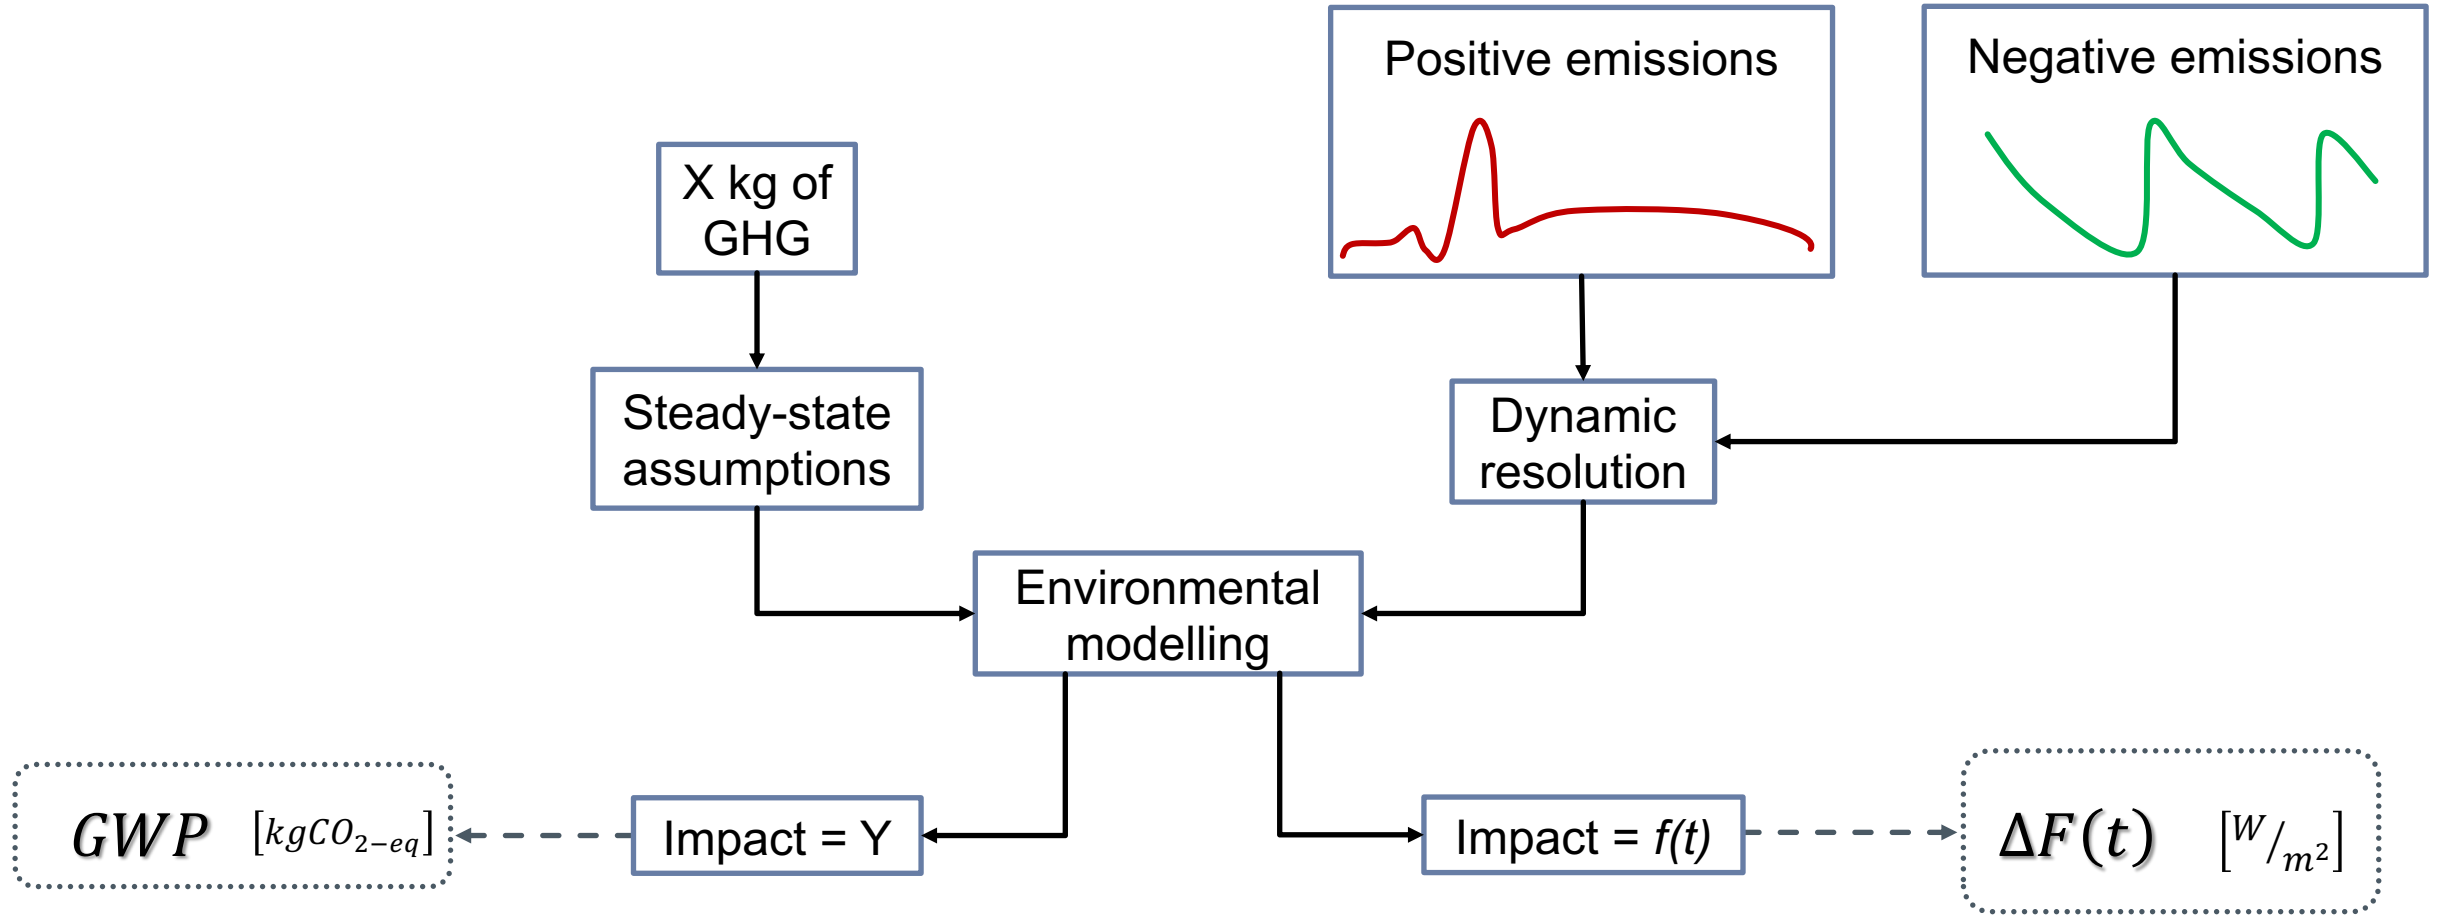 Positive emissions
Negative emissions
X kg of
GHG
Steady-state
assumptions
Dynamic
resolution
Environmental
modelling
GWP [kgCO₂₋eq]
Impact = Y
Impact = f(t)
ΔF(t) [W/m²]